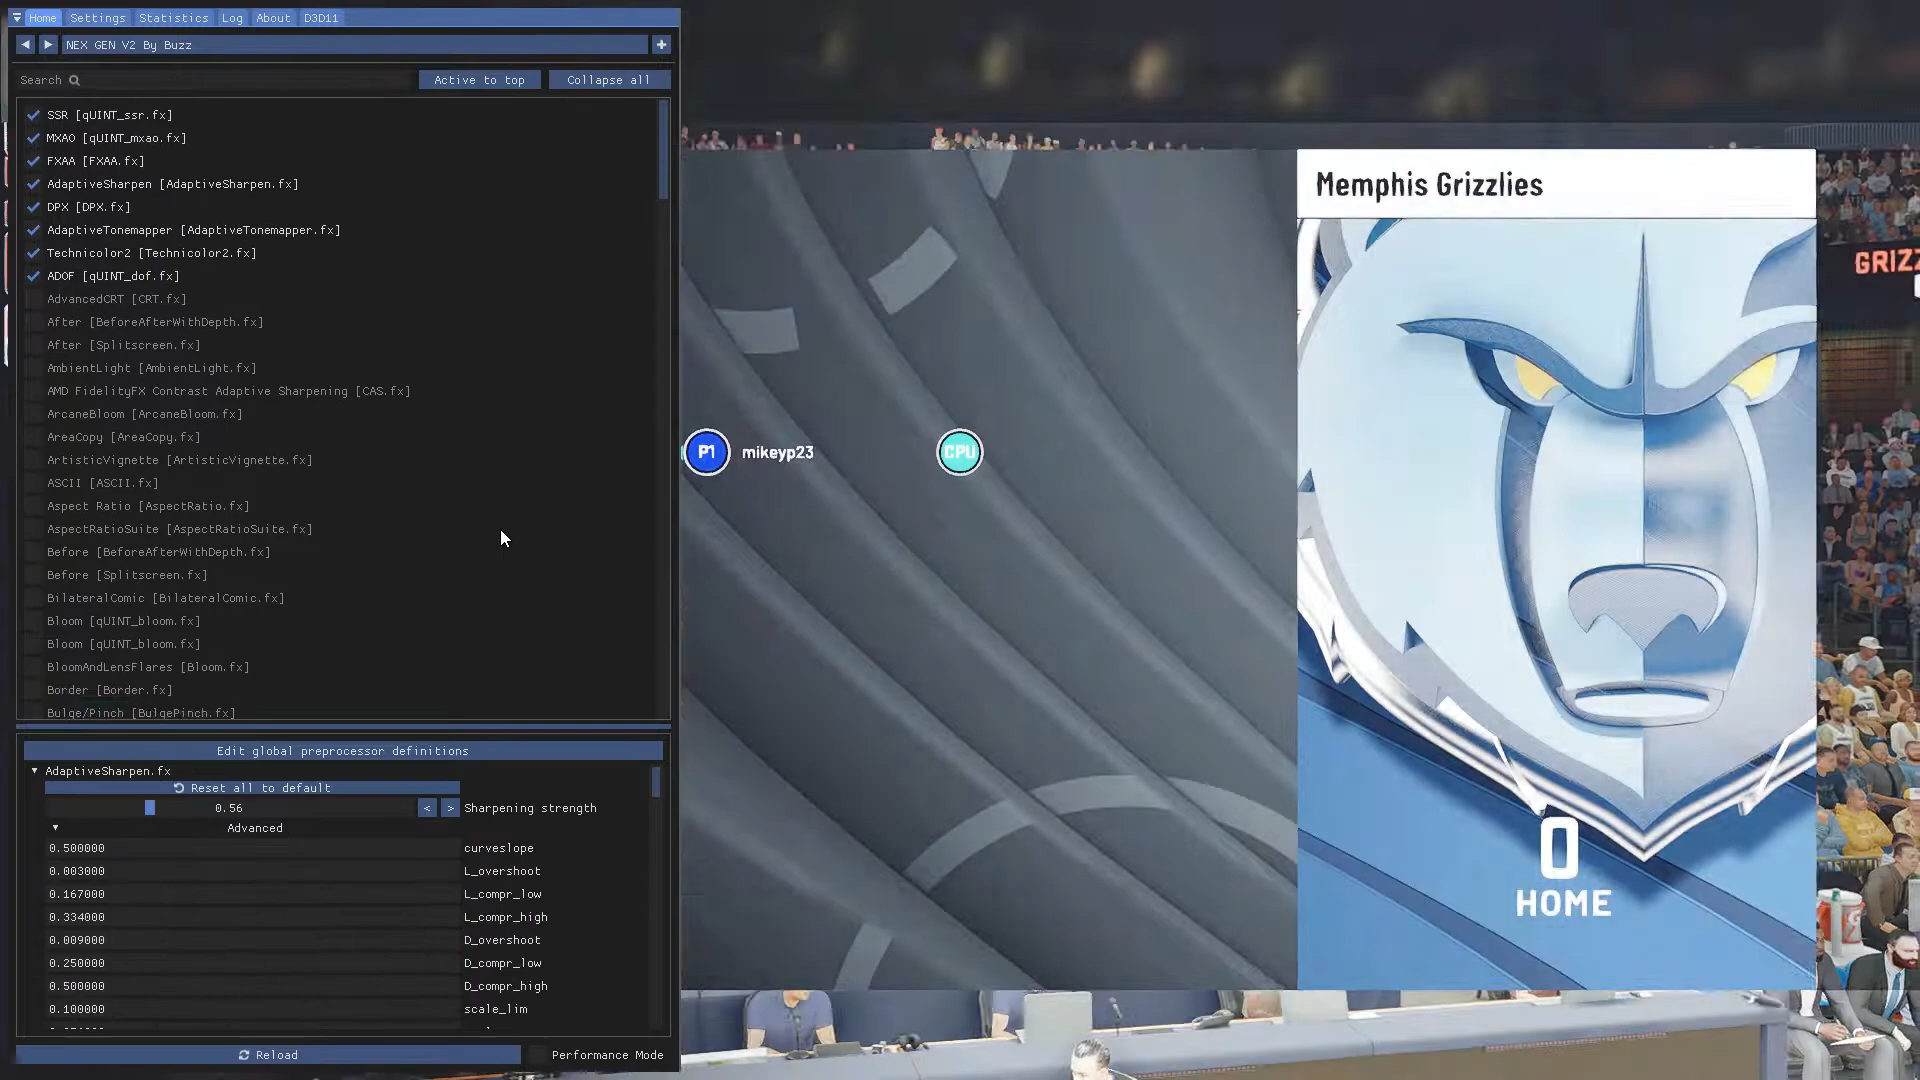 Home Settings Statistics Log About D3D11
NEX GEN V2 By Buzz +
Search Active to top Collapse all
SSR [qUINT_ssr.fx]
MXAO [qUINT_mxao.fx]
FXAA [FXAA.fx]
AdaptiveSharpen [AdaptiveSharpen.fx]
DPX [DPX.fx]
AdaptiveTonemapper [AdaptiveTonemapper.fx]
Technicolor2 [Technicolor2.fx]
ADOF [qUINT_dof.fx]
AdvancedCRT [CRT.fx]
After [BeforeAfterWithDepth.fx]
After [Splitscreen.fx]
AmbientLight [AmbientLight.fx]
AMD FidelityFX Contrast Adaptive Sharpening [CAS.fx]
ArcaneBloom [ArcaneBloom.fx]
AreaCopy [AreaCopy.fx]
ArtisticVignette [ArtisticVignette.fx]
ASCII [ASCII.fx]
Aspect Ratio [AspectRatio.fx]
AspectRatioSuite [AspectRatioSuite.fx]
Before [BeforeAfterWithDepth.fx]
Before [Splitscreen.fx]
BilateralComic [BilateralComic.fx]
Bloom [qUINT_bloom.fx]
Bloom [qUINT_bloom.fx]
BloomAndLensFlares [Bloom.fx]
Border [Border.fx]
Bulge/Pinch [BulgePinch.fx]
Edit global preprocessor definitions
AdaptiveSharpen.fx
Reset all to default
0.56 < > Sharpening strength
Advanced
0.500000 curveslope
0.003000 L_overshoot
0.167000 L_compr_low
0.334000 L_compr_high
0.009000 D_overshoot
0.250000 D_compr_low
0.500000 D_compr_high
0.100000 scale_lim
Reload Performance Mode
P1 mikeyp23
CPU
Memphis Grizzlies
0
HOME